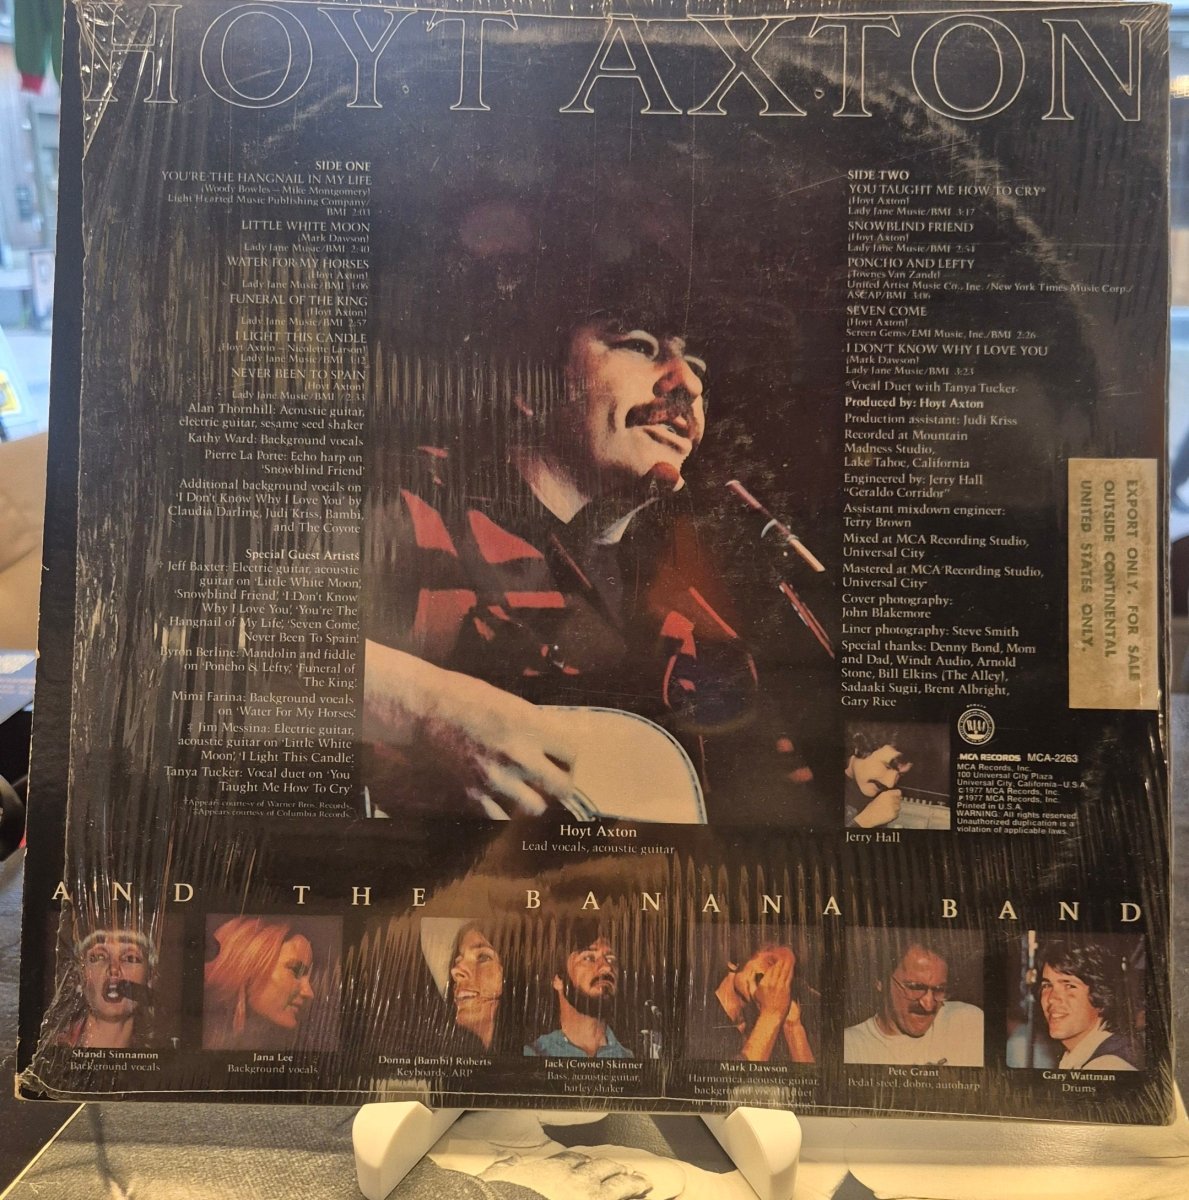 HOYT AXTON
SIDE ONE
YOU'RE THE HANGNAIL IN MY LIFE
(Woody Bowles – Mike Montgomery)
Light Hearted Music Publishing Company/
BMI 2:03
LITTLE WHITE MOON
(Mark Dawson)
Lady Jane Music/BMI 2:40
WATER FOR MY HORSES
(Hoyt Axton)
Lady Jane Music/BMI 3:06
FUNERAL OF THE KING
(Hoyt Axton)
Lady Jane Music/BMI 2:57
I LIGHT THIS CANDLE
(Hoyt Axton – Nicolette Larson)
Lady Jane Music/BMI 3:12
NEVER BEEN TO SPAIN
(Hoyt Axton)
Lady Jane Music/BMI 2:33
Alan Thornhill: Acoustic guitar,
electric guitar, sesame seed shaker
Kathy Ward: Background vocals
Pierre La Porte: Echo harp on
'Snowblind Friend'
Additional background vocals on
'I Don't Know Why I Love You' by
Claudia Darling, Judi Kriss, Bambi,
and The Coyote
Special Guest Artists
† Jeff Baxter: Electric guitar, acoustic
guitar on 'Little White Moon,'
'Snowblind Friend,' 'I Don't Know
Why I Love You,' 'You're The
Hangnail of My Life,' 'Seven Come,'
'Never Been To Spain'.
Byron Berline: Mandolin and fiddle
on 'Poncho & Lefty,' 'Funeral of
The King'
Mimi Farina: Background vocals
on 'Water For My Horses'
‡ Jim Messina: Electric guitar,
acoustic guitar on 'Little White
Moon,' 'I Light This Candle'.
Tanya Tucker: Vocal duet on 'You
Taught Me How To Cry'
†Appears courtesy of Warner Bros. Records.
‡Appears courtesy of Columbia Records.
SIDE TWO
YOU TAUGHT ME HOW TO CRY*
(Hoyt Axton)
Lady Jane Music/BMI 3:17
SNOWBLIND FRIEND
(Hoyt Axton)
Lady Jane Music/BMI 2:54
PONCHO AND LEFTY
(Townes Van Zandt)
United Artist Music Co., Inc. /New York Times Music Corp./
ASCAP/BMI 3:06
SEVEN COME
(Hoyt Axton)
Screen Gems/EMI Music, Inc./BMI 2:26
I DON'T KNOW WHY I LOVE YOU
(Mark Dawson)
Lady Jane Music/BMI 3:23
*Vocal Duet with Tanya Tucker
Produced by: Hoyt Axton
Production assistant: Judi Kriss
Recorded at Mountain
Madness Studio,
Lake Tahoe, California
Engineered by: Jerry Hall
"Geraldo Corridor"
Assistant mixdown engineer:
Terry Brown
Mixed at MCA Recording Studio,
Universal City
Mastered at MCA Recording Studio,
Universal City
Cover photography:
John Blakemore
Liner photography: Steve Smith
Special thanks: Denny Bond, Mom
and Dad, Windt Audio, Arnold
Stone, Bill Elkins (The Alley),
Sadaaki Sugii, Brent Albright,
Gary Rice
EXPORT ONLY. FOR SALE
OUTSIDE CONTINENTAL
UNITED STATES ONLY.
Jerry Hall
MCA RECORDS MCA-2263
MCA Records, Inc.
100 Universal City Plaza
Universal City, California–U.S.A.
© 1977 MCA Records, Inc.
℗ 1977 MCA Records, Inc.
Printed in U.S.A.
WARNING: All rights reserved.
Unauthorized duplication is a
violation of applicable laws.
Hoyt Axton
Lead vocals, acoustic guitar
AND THE BANANA BAND
Shandi Sinnamon
Background vocals
Jana Lee
Background vocals
Donna (Bambi) Roberts
Keyboards, ARP
Jack (Coyote) Skinner
Bass, acoustic guitar,
barley shaker
Mark Dawson
Harmonica, acoustic guitar,
background vocals, duet
on 'Funeral Of The King'
Pete Grant
Pedal steel, dobro, autoharp
Gary Wattman
Drums